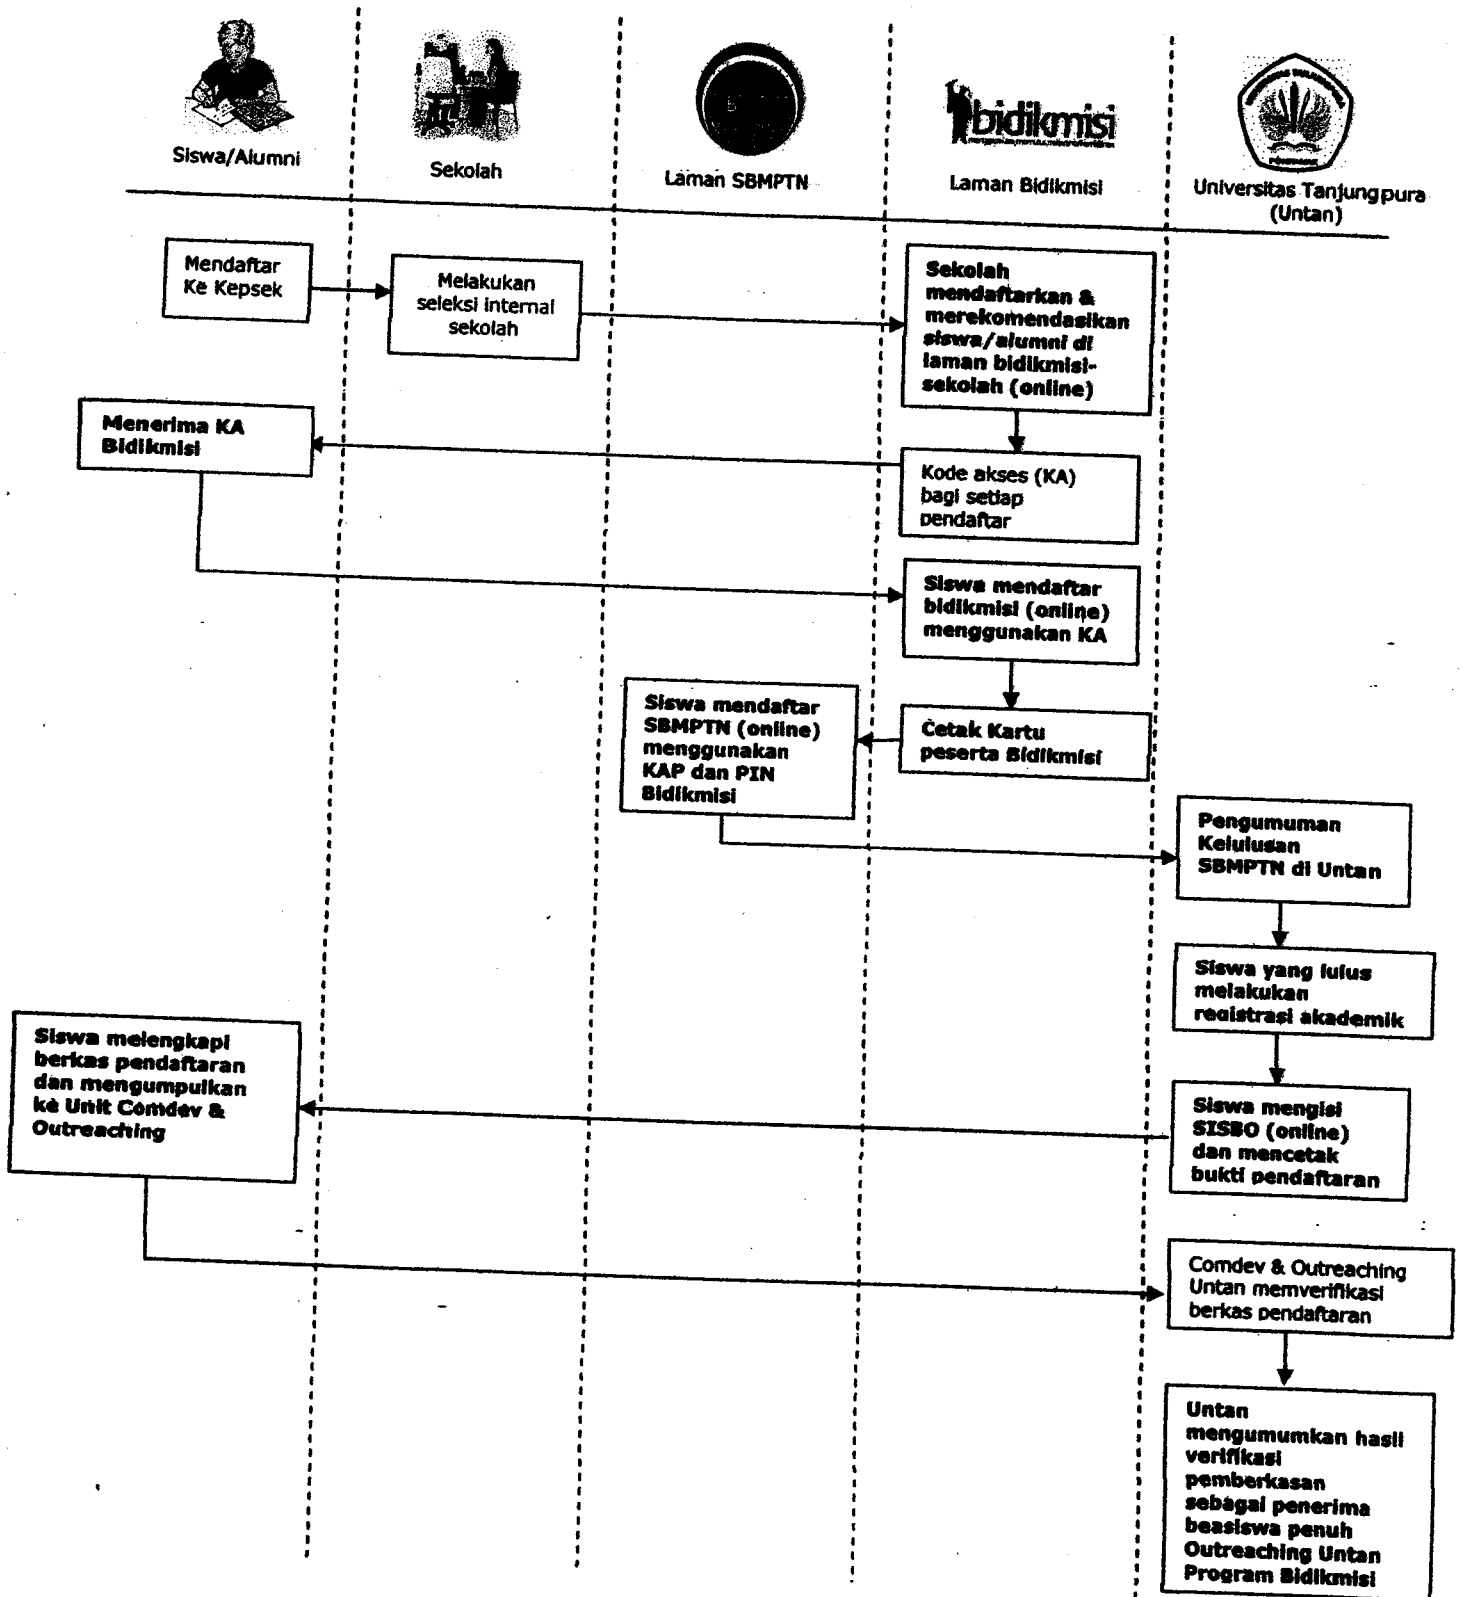 Siswa/Alumni
Sekolah
Laman SBMPTN
bidikmisi
Laman Bidikmisi
Universitas Tanjungpura
(Untan)
Mendaftar
Ke Kepsek
Melakukan
seleksi internal
sekolah
Sekolah
mendaftarkan &
merekomendasikan
siswa/alumni di
laman bidikmisi-
sekolah (online)
Menerima KA
Bidikmisi
Kode akses (KA)
bagi setiap
pendaftar
Siswa mendaftar
bidikmisi (online)
menggunakan KA
Siswa mendaftar
SBMPTN (online)
menggunakan
KAP dan PIN
Bidikmisi
Cetak Kartu
peserta Bidikmisi
Pengumuman
Kelulusan
SBMPTN di Untan
Siswa yang lulus
melakukan
registrasi akademik
Siswa melengkapi
berkas pendaftaran
dan mengumpulkan
ke Unit Comdev &
Outreaching
Siswa mengisi
SISBO (online)
dan mencetak
bukti pendaftaran
Comdev & Outreaching
Untan memverifikasi
berkas pendaftaran
Untan
mengumumkan hasil
verifikasi
pemberkasan
sebagai penerima
beasiswa penuh
Outreaching Untan
Program Bidikmisi